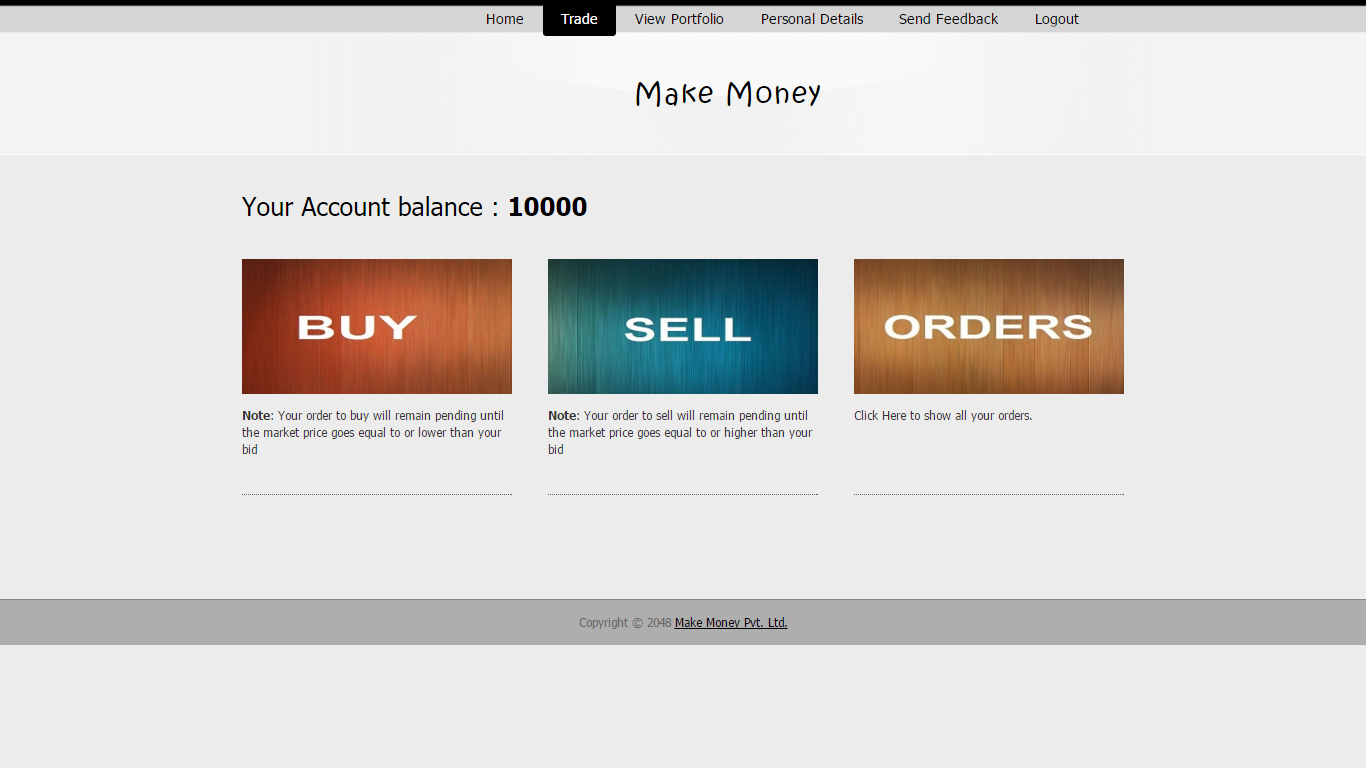 Home Trade View Portfolio Personal Details Send Feedback Logout
Make Money
Your Account balance : 10000
BUY
SELL
ORDERS
Note: Your order to buy will remain pending until
the market price goes equal to or lower than your
bid
Note: Your order to sell will remain pending until
the market price goes equal to or higher than your
bid
Click Here to show all your orders.
Copyright © 2048 Make Money Pvt. Ltd.